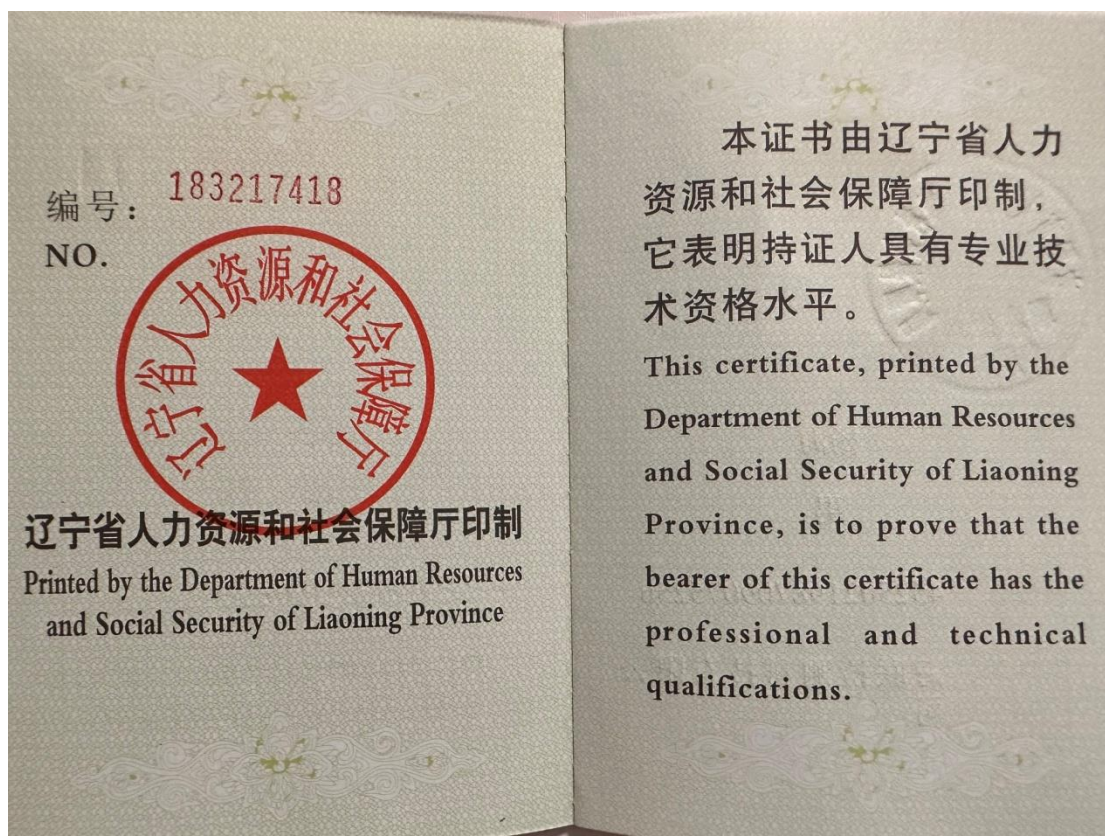 编号：
183217418
NO.
辽宁省人力资源和社会保障厅
辽宁省人力资源和社会保障厅印制
Printed by the Department of Human Resources
and Social Security of Liaoning Province
本证书由辽宁省人力
资源和社会保障厅印制，
它表明持证人具有专业技
术资格水平。
This certificate, printed by the
Department of Human Resources
and Social Security of Liaoning
Province, is to prove that the
bearer of this certificate has the
professional and technical
qualifications.